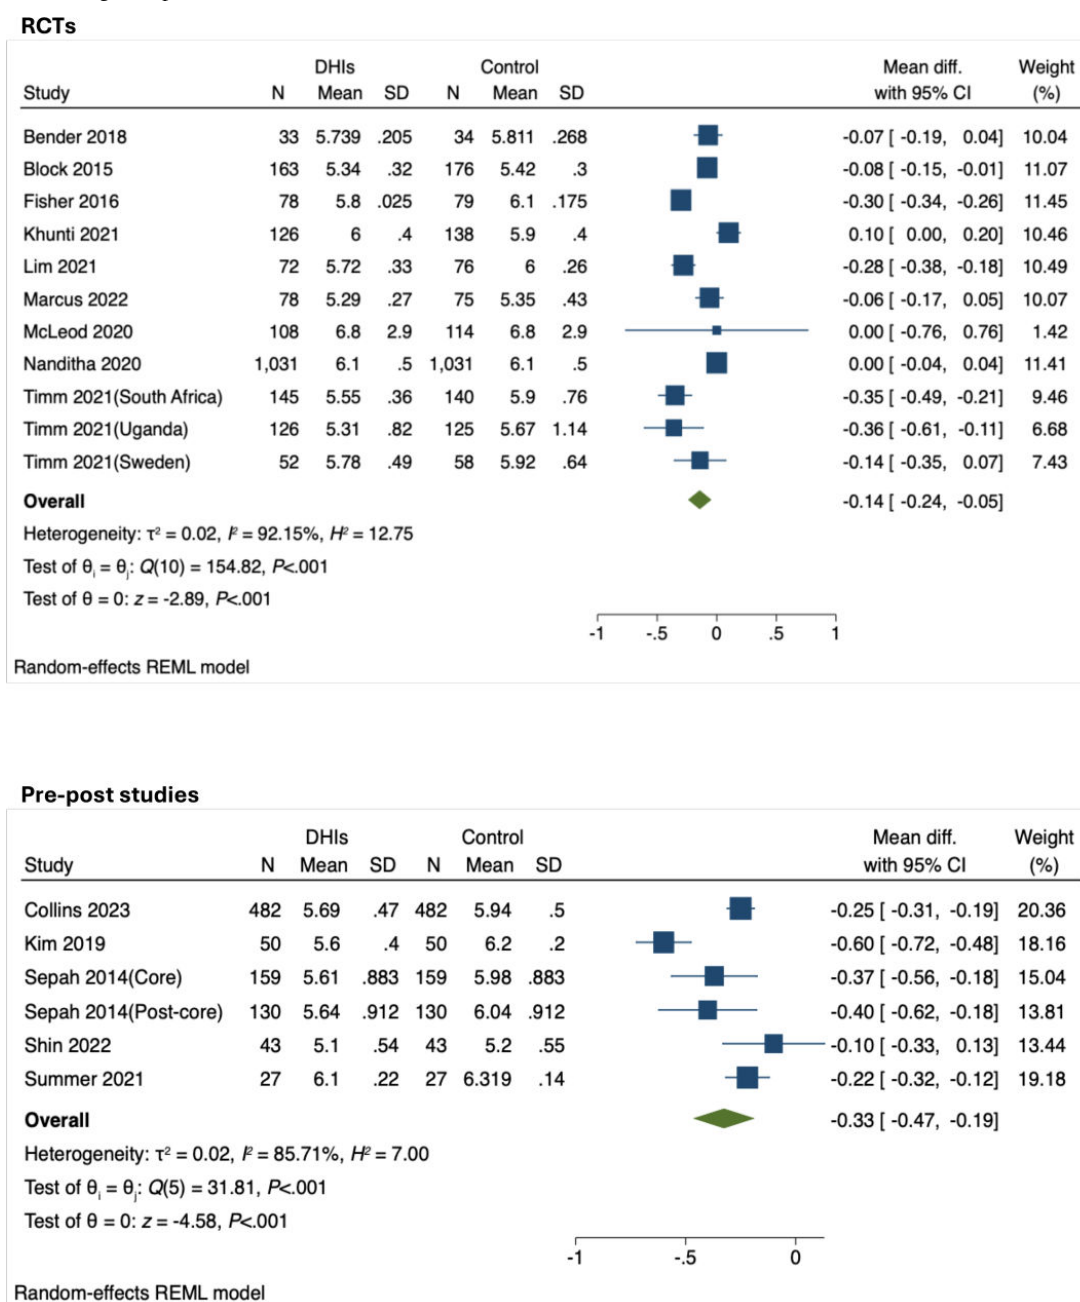 RCTs
DHIs Control Mean diff. Weight
Study N Mean SD N Mean SD with 95% CI (%)
Bender 2018 33 5.739 .205 34 5.811 .268 -0.07 [ -0.19, 0.04] 10.04
Block 2015 163 5.34 .32 176 5.42 .3 -0.08 [ -0.15, -0.01] 11.07
Fisher 2016 78 5.8 .025 79 6.1 .175 -0.30 [ -0.34, -0.26] 11.45
Khunti 2021 126 6 .4 138 5.9 .4 0.10 [ 0.00, 0.20] 10.46
Lim 2021 72 5.72 .33 76 6 .26 -0.28 [ -0.38, -0.18] 10.49
Marcus 2022 78 5.29 .27 75 5.35 .43 -0.06 [ -0.17, 0.05] 10.07
McLeod 2020 108 6.8 2.9 114 6.8 2.9 0.00 [ -0.76, 0.76] 1.42
Nanditha 2020 1,031 6.1 .5 1,031 6.1 .5 0.00 [ -0.04, 0.04] 11.41
Timm 2021(South Africa) 145 5.55 .36 140 5.9 .76 -0.35 [ -0.49, -0.21] 9.46
Timm 2021(Uganda) 126 5.31 .82 125 5.67 1.14 -0.36 [ -0.61, -0.11] 6.68
Timm 2021(Sweden) 52 5.78 .49 58 5.92 .64 -0.14 [ -0.35, 0.07] 7.43
Overall -0.14 [ -0.24, -0.05]
Heterogeneity: τ² = 0.02, I² = 92.15%, H² = 12.75
Test of θᵢ = θⱼ: Q(10) = 154.82, P<.001
Test of θ = 0: z = -2.89, P<.001
-1 -.5 0 .5 1
Random-effects REML model
Pre-post studies
DHIs Control Mean diff. Weight
Study N Mean SD N Mean SD with 95% CI (%)
Collins 2023 482 5.69 .47 482 5.94 .5 -0.25 [ -0.31, -0.19] 20.36
Kim 2019 50 5.6 .4 50 6.2 .2 -0.60 [ -0.72, -0.48] 18.16
Sepah 2014(Core) 159 5.61 .883 159 5.98 .883 -0.37 [ -0.56, -0.18] 15.04
Sepah 2014(Post-core) 130 5.64 .912 130 6.04 .912 -0.40 [ -0.62, -0.18] 13.81
Shin 2022 43 5.1 .54 43 5.2 .55 -0.10 [ -0.33, 0.13] 13.44
Summer 2021 27 6.1 .22 27 6.319 .14 -0.22 [ -0.32, -0.12] 19.18
Overall -0.33 [ -0.47, -0.19]
Heterogeneity: τ² = 0.02, I² = 85.71%, H² = 7.00
Test of θᵢ = θⱼ: Q(5) = 31.81, P<.001
Test of θ = 0: z = -4.58, P<.001
-1 -.5 0
Random-effects REML model